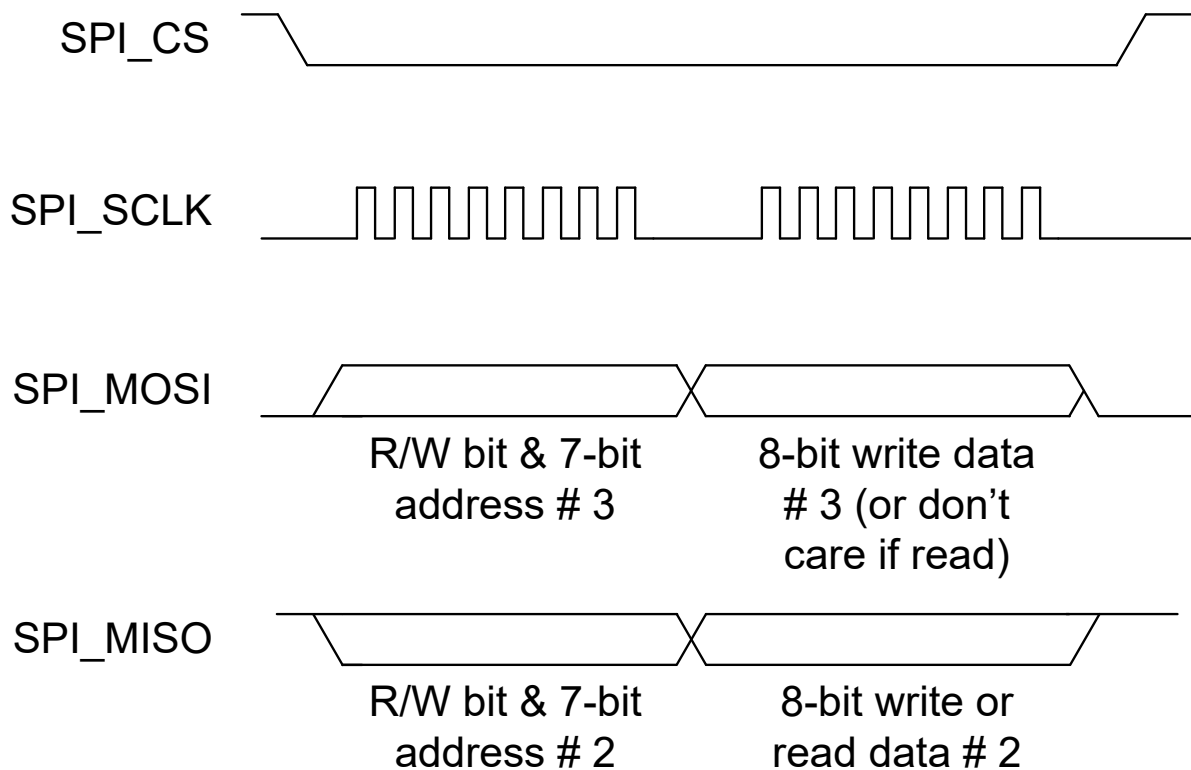 SPI_CS
SPI_SCLK
SPI_MOSI
R/W bit & 7-bit
address # 3
8-bit write data
# 3 (or don't
care if read)
SPI_MISO
R/W bit & 7-bit
address # 2
8-bit write or
read data # 2